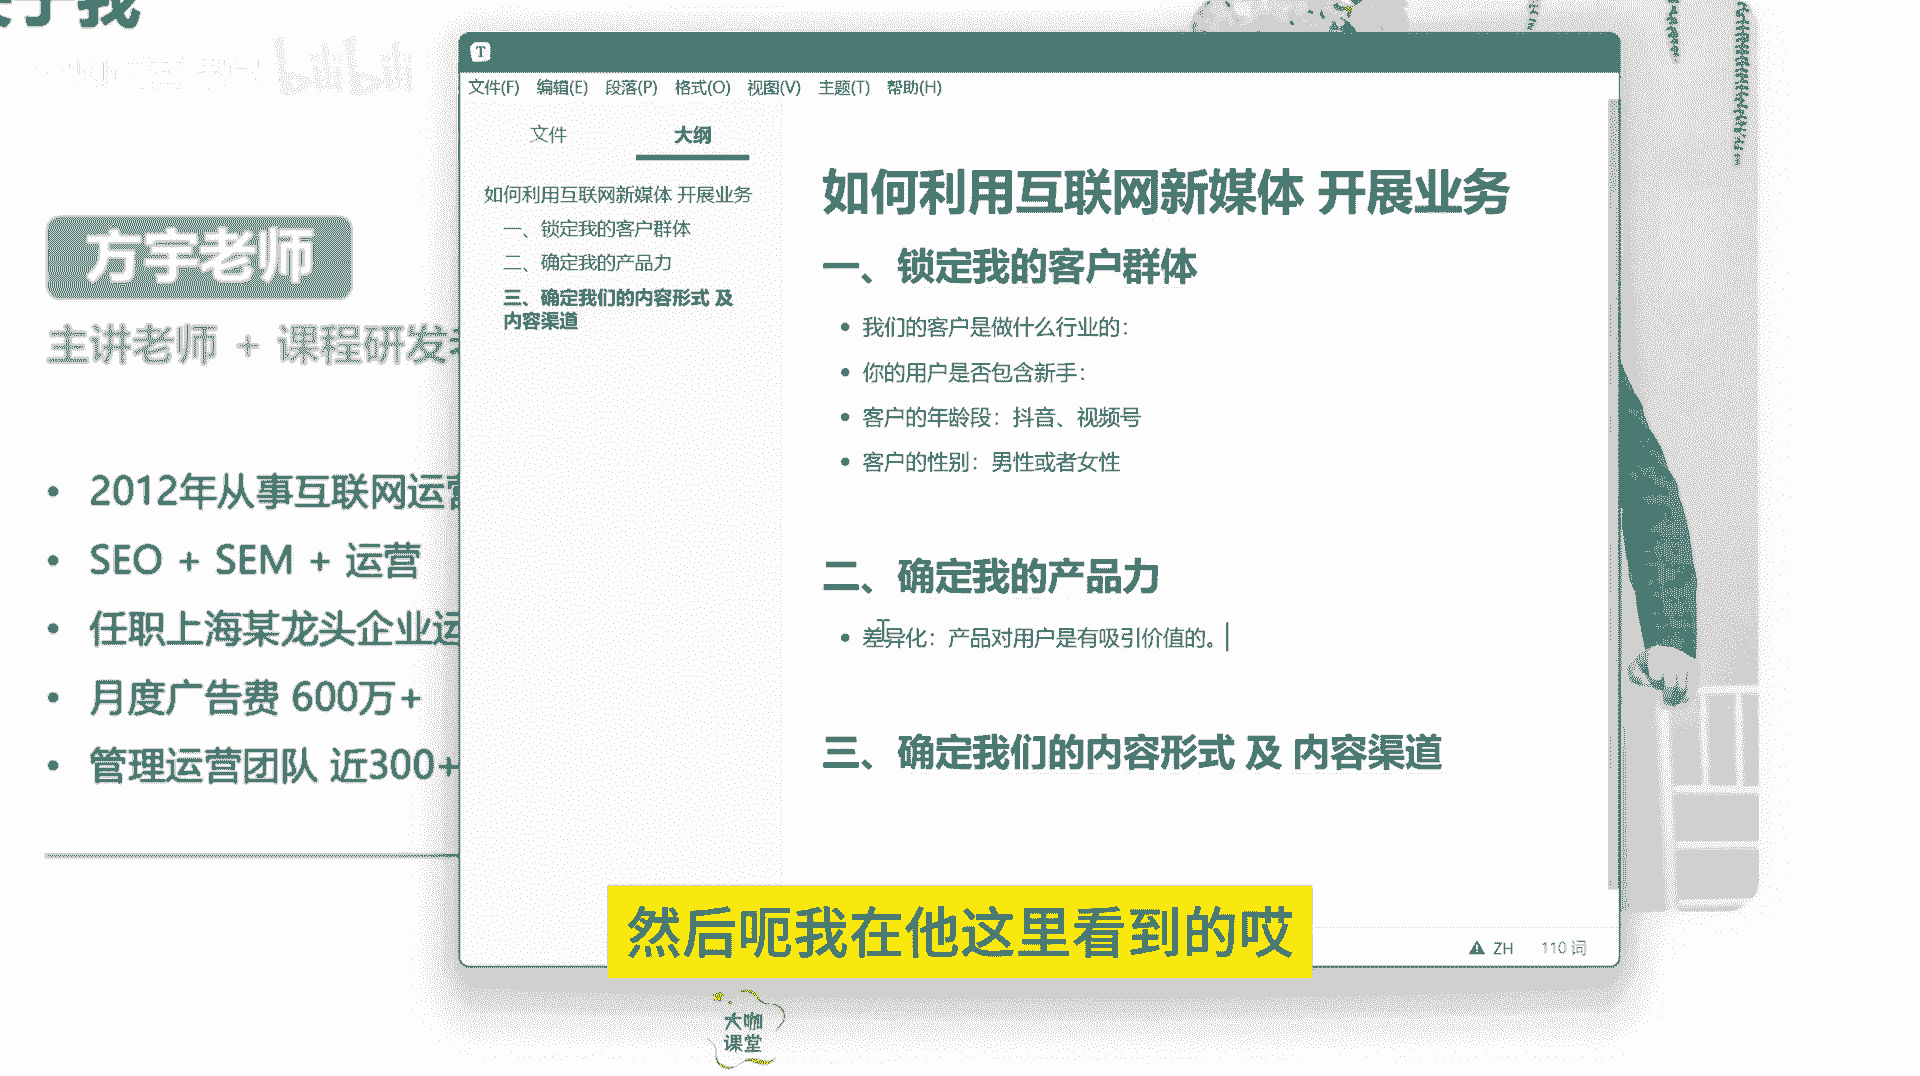 关于我
bilibili
方宇老师
主讲老师 + 课程研发
2012年从事互联网运营
SEO + SEM + 运营
任职上海某龙头企业运
月度广告费 600万+
管理运营团队 近300+
T
文件(F) 编辑(E) 段落(P) 格式(O) 视图(V) 主题(T) 帮助(H)
文件 大纲
如何利用互联网新媒体 开展业务
一、锁定我的客户群体
二、确定我的产品力
三、确定我们的内容形式 及
内容渠道
如何利用互联网新媒体 开展业务
一、锁定我的客户群体
我们的客户是做什么行业的：
你的用户是否包含新手：
客户的年龄段：抖音、视频号
客户的性别：男性或者女性
二、确定我的产品力
差异化：产品对用户是有吸引价值的。
三、确定我们的内容形式 及 内容渠道
ZH 110 词
然后呃我在他这里看到的哎
大咖
课堂